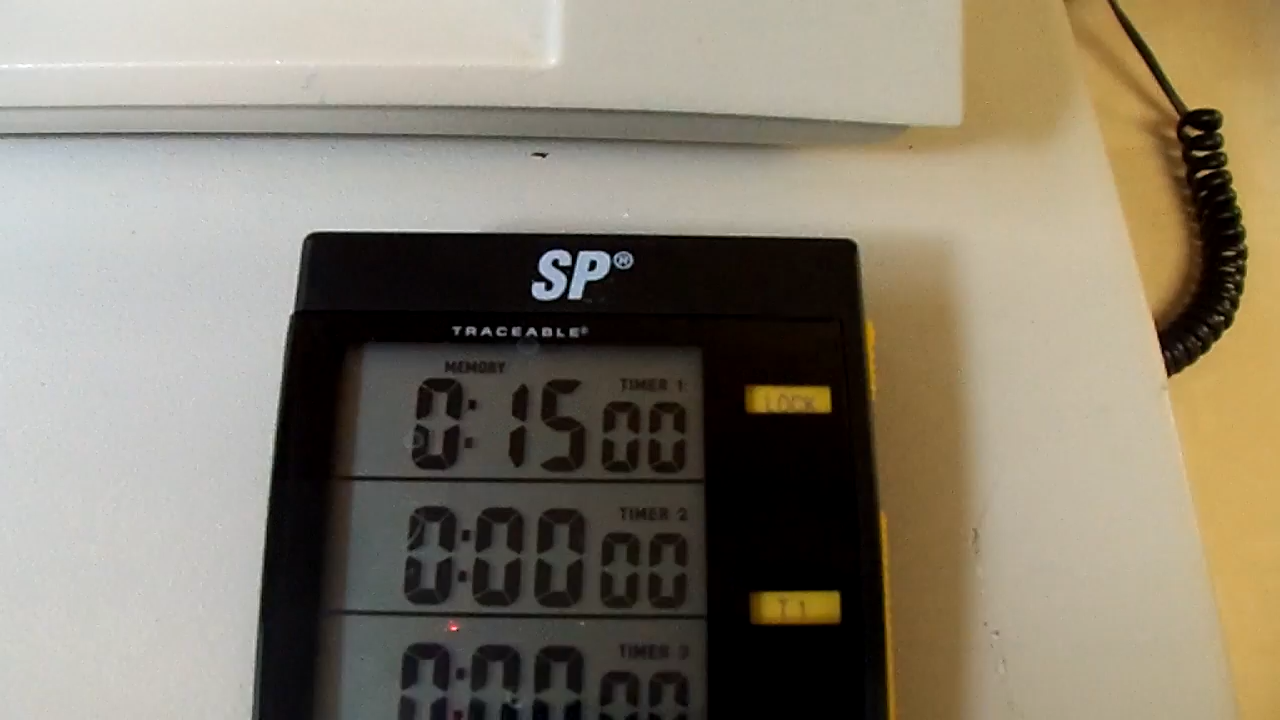 SP®
TRACEABLE®
MEMORY
TIMER 1
0:15 00
LOCK
TIMER 2
0:00 00
T 1
TIMER 3
0:00 00